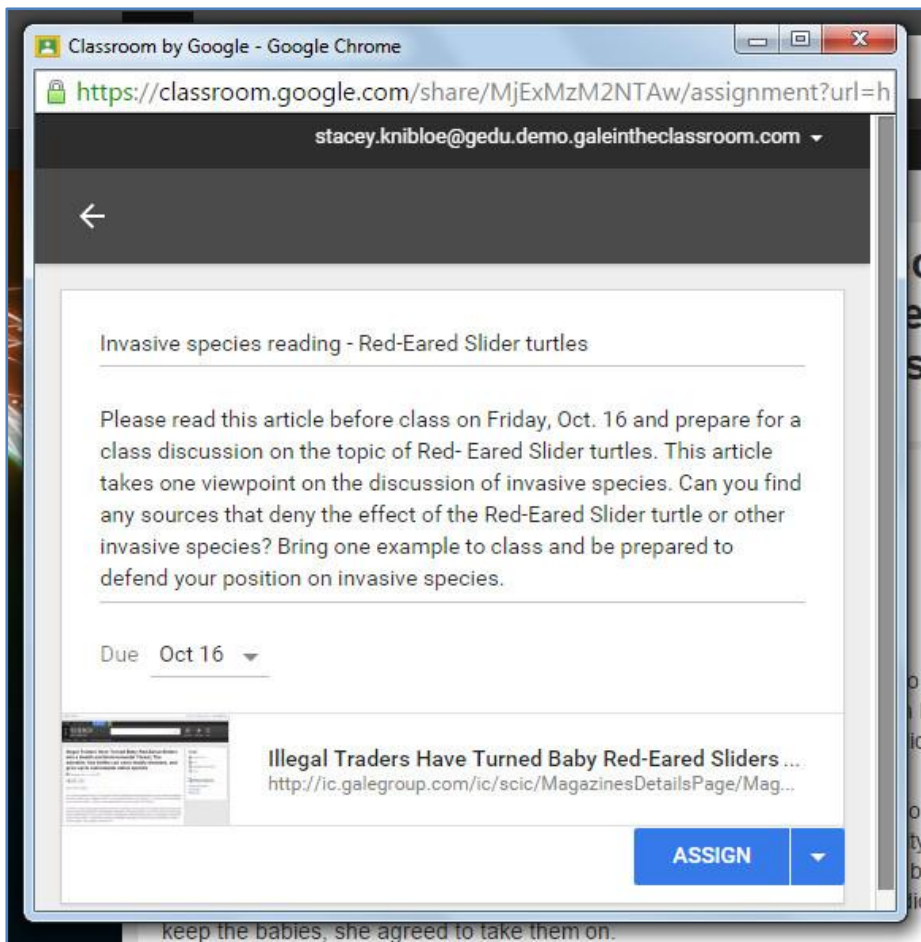 Classroom by Google - Google Chrome
https://classroom.google.com/share/MjExMzM2NTAw/assignment?url=h
stacey.knibloe@gedu.demo.galeintheclassroom.com
Invasive species reading - Red-Eared Slider turtles
Please read this article before class on Friday, Oct. 16 and prepare for a
class discussion on the topic of Red- Eared Slider turtles. This article
takes one viewpoint on the discussion of invasive species. Can you find
any sources that deny the effect of the Red-Eared Slider turtle or other
invasive species? Bring one example to class and be prepared to
defend your position on invasive species.
Due Oct 16
Illegal Traders Have Turned Baby Red-Eared Sliders ...
http://ic.galegroup.com/ic/scic/MagazinesDetailsPage/Mag...
ASSIGN
keep the babies, she agreed to take them on.